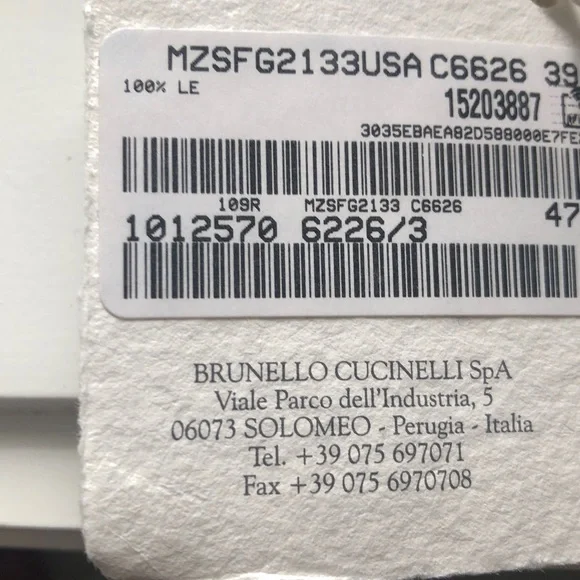 MZSFG2133USA C6626 39
100% LE
15203887
3035EBAEA82D588000E7FE
109R MZSFG2133 C6626 47
1012570 6226/3
BRUNELLO CUCINELLI SpA
Viale Parco dell'Industria, 5
06073 SOLOMEO - Perugia - Italia
Tel. +39 075 697071
Fax +39 075 6970708